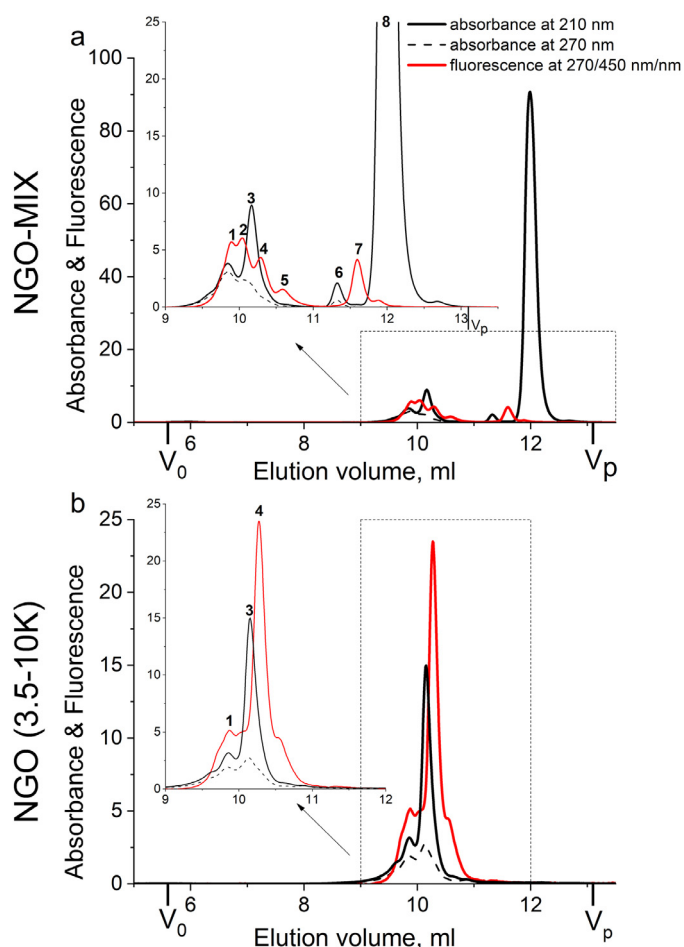 a
absorbance at 210 nm
absorbance at 270 nm
fluorescence at 270/450 nm/nm
NGO-MIX
Absorbance & Fluorescence
100
80
60
40
20
0
25
20
15
10
5
0
1 2 3 4 5 6 7 8
9 10 11 12 13
Vp
6 8 10 12
V0 Vp
Elution volume, ml
b
NGO (3.5-10K)
Absorbance & Fluorescence
25
20
15
10
5
0
25
20
15
10
5
0
1 3 4
9 10 11 12
6 8 10 12
V0 Vp
Elution volume, ml